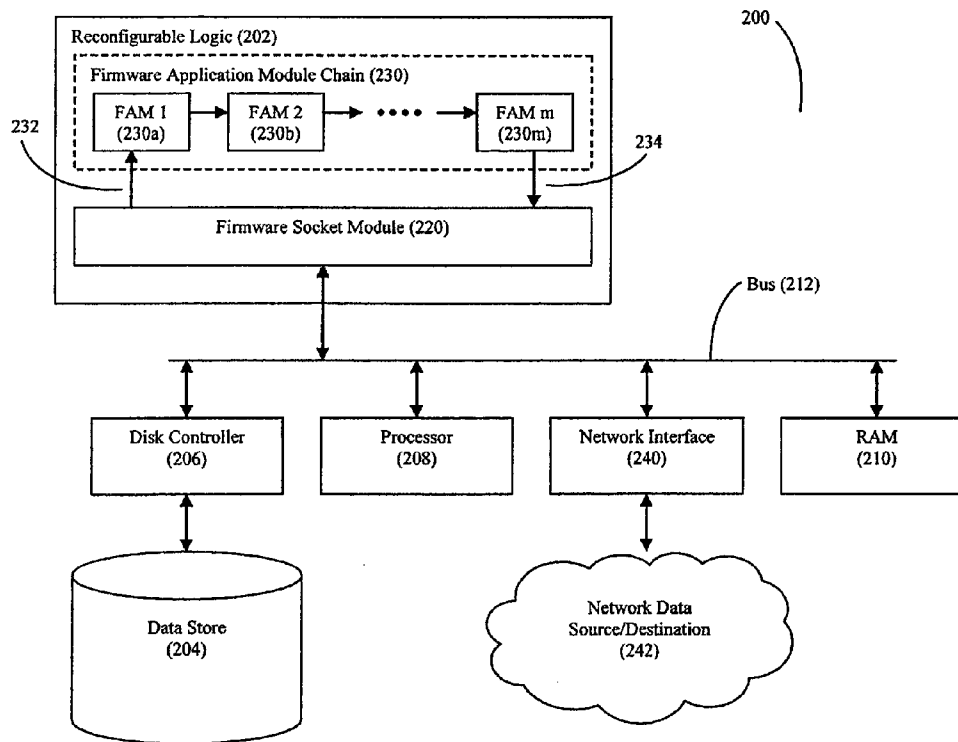 200
Reconfigurable Logic (202)
Firmware Application Module Chain (230)
FAM 1
(230a)
FAM 2
(230b)
FAM m
(230m)
232
234
Firmware Socket Module (220)
Bus (212)
Disk Controller
(206)
Processor
(208)
Network Interface
(240)
RAM
(210)
Data Store
(204)
Network Data
Source/Destination
(242)